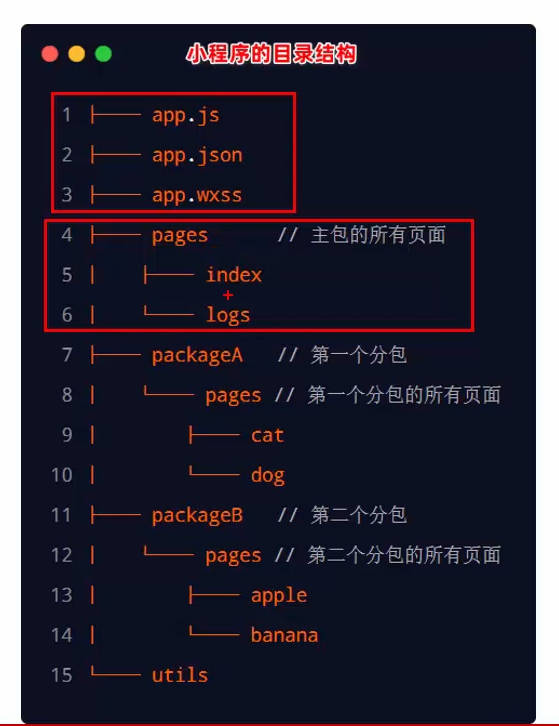 小程序的目录结构
1 ├── app.js
2 ├── app.json
3 ├── app.wxss
4 ├── pages // 主包的所有页面
5 │ ├── index
6 │ └── logs
7 ├── packageA // 第一个分包
8 │ └── pages // 第一个分包的所有页面
9 │ ├── cat
10 │ └── dog
11 ├── packageB // 第二个分包
12 │ └── pages // 第二个分包的所有页面
13 │ ├── apple
14 │ └── banana
15 └── utils